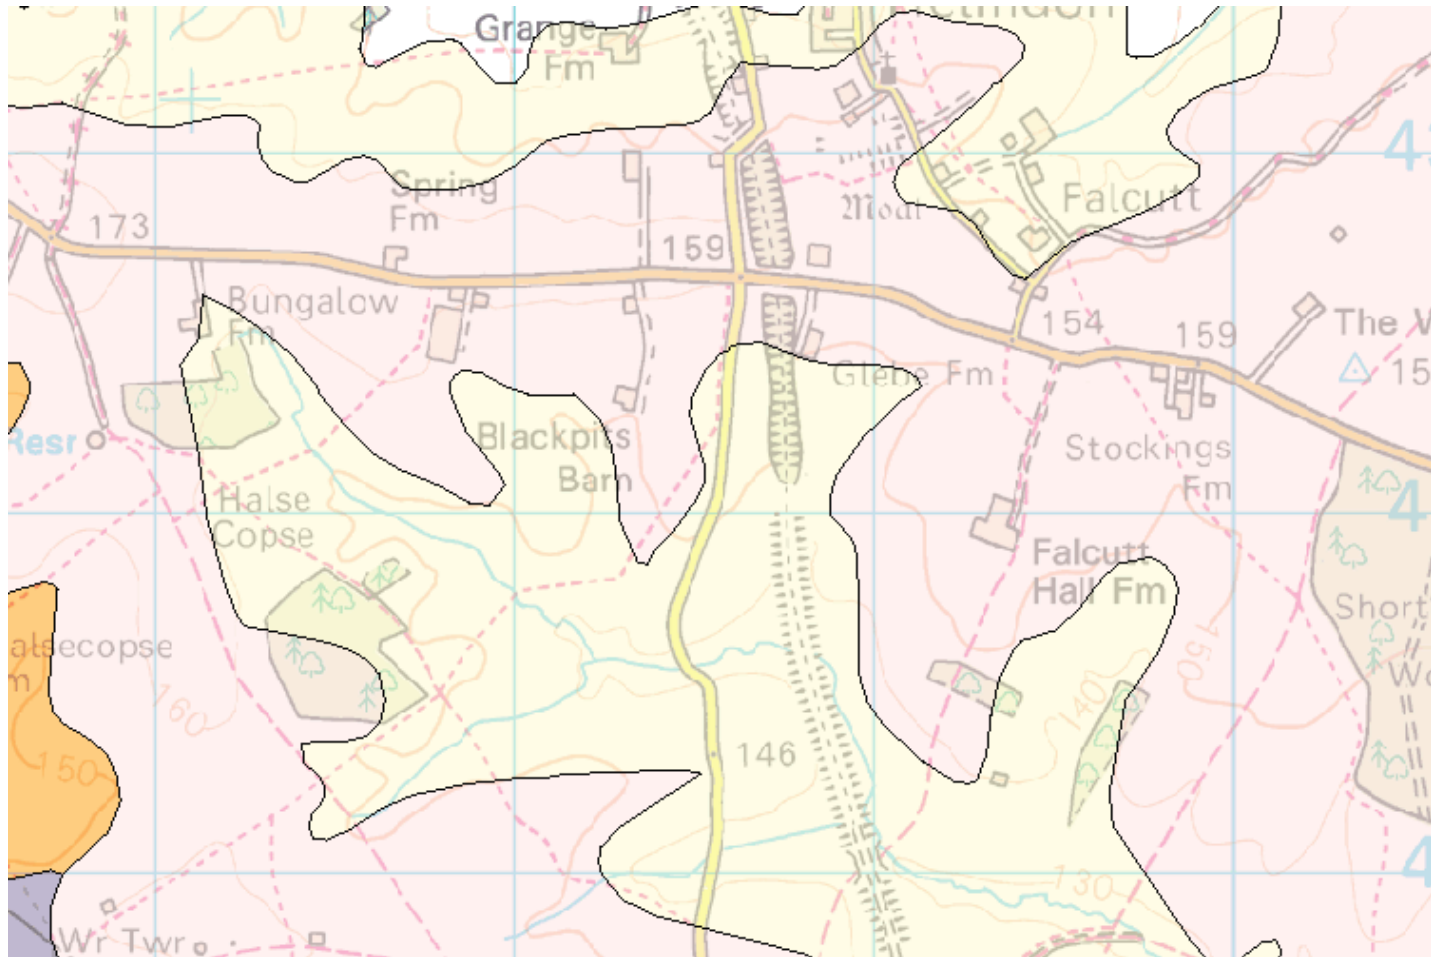 Grange
Fm
Spring
Fm
Moat
Falcutt
173
159
Bungalow
Fm
154
159
The
15
Glebe Fm
Resr
Blackpits
Barn
Stockings
Fm
Halse
Copse
Falcutt
Hall Fm
Short
alsecopse
m
160
150
140
150
146
130
Wr Twr